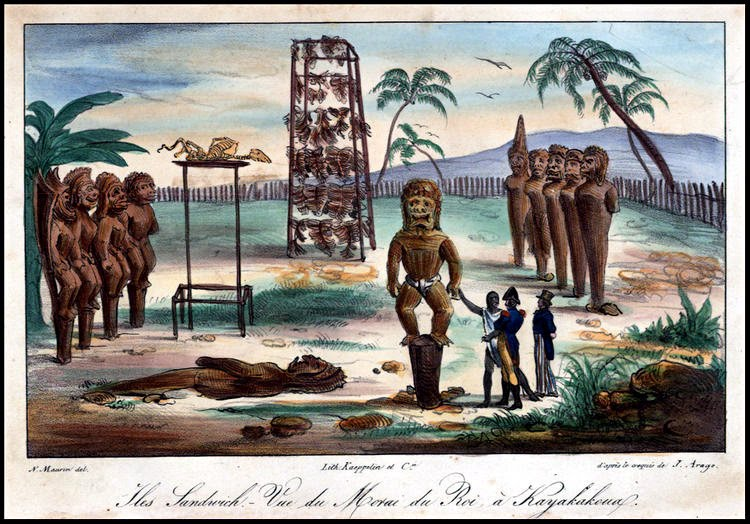 N. Maurin del.
Lith. Kaeppelin et Cie
d'après le croquis de J. Arago.
Iles Sandwich. - Vue du Morai du Roi, à Kayakakoua.